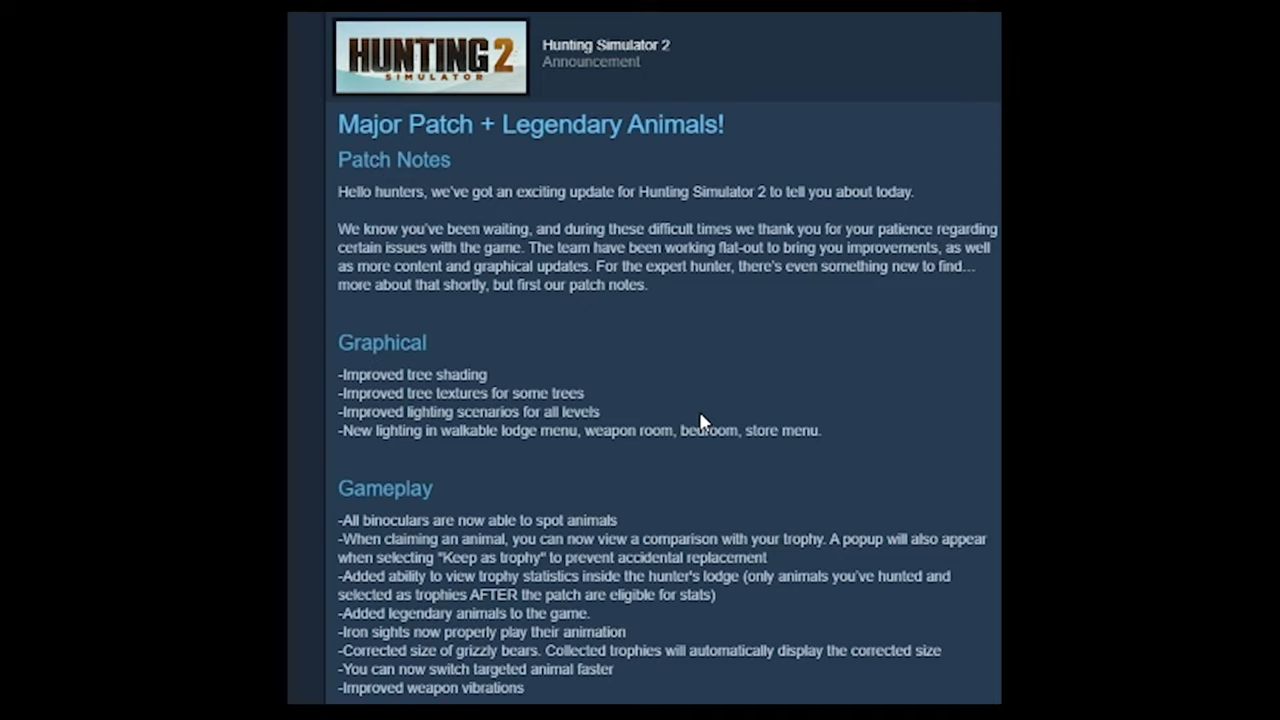 HUNTING 2
SIMULATOR
Hunting Simulator 2
Announcement
Major Patch + Legendary Animals!
Patch Notes
Hello hunters, we've got an exciting update for Hunting Simulator 2 to tell you about today.
We know you've been waiting, and during these difficult times we thank you for your patience regarding
certain issues with the game. The team have been working flat-out to bring you improvements, as well
as more content and graphical updates. For the expert hunter, there's even something new to find...
more about that shortly, but first our patch notes.
Graphical
-Improved tree shading
-Improved tree textures for some trees
-Improved lighting scenarios for all levels
-New lighting in walkable lodge menu, weapon room, bedroom, store menu.
Gameplay
-All binoculars are now able to spot animals
-When claiming an animal, you can now view a comparison with your trophy. A popup will also appear
when selecting "Keep as trophy" to prevent accidental replacement
-Added ability to view trophy statistics inside the hunter's lodge (only animals you've hunted and
selected as trophies AFTER the patch are eligible for stats)
-Added legendary animals to the game.
-Iron sights now properly play their animation
-Corrected size of grizzly bears. Collected trophies will automatically display the corrected size
-You can now switch targeted animal faster
-Improved weapon vibrations